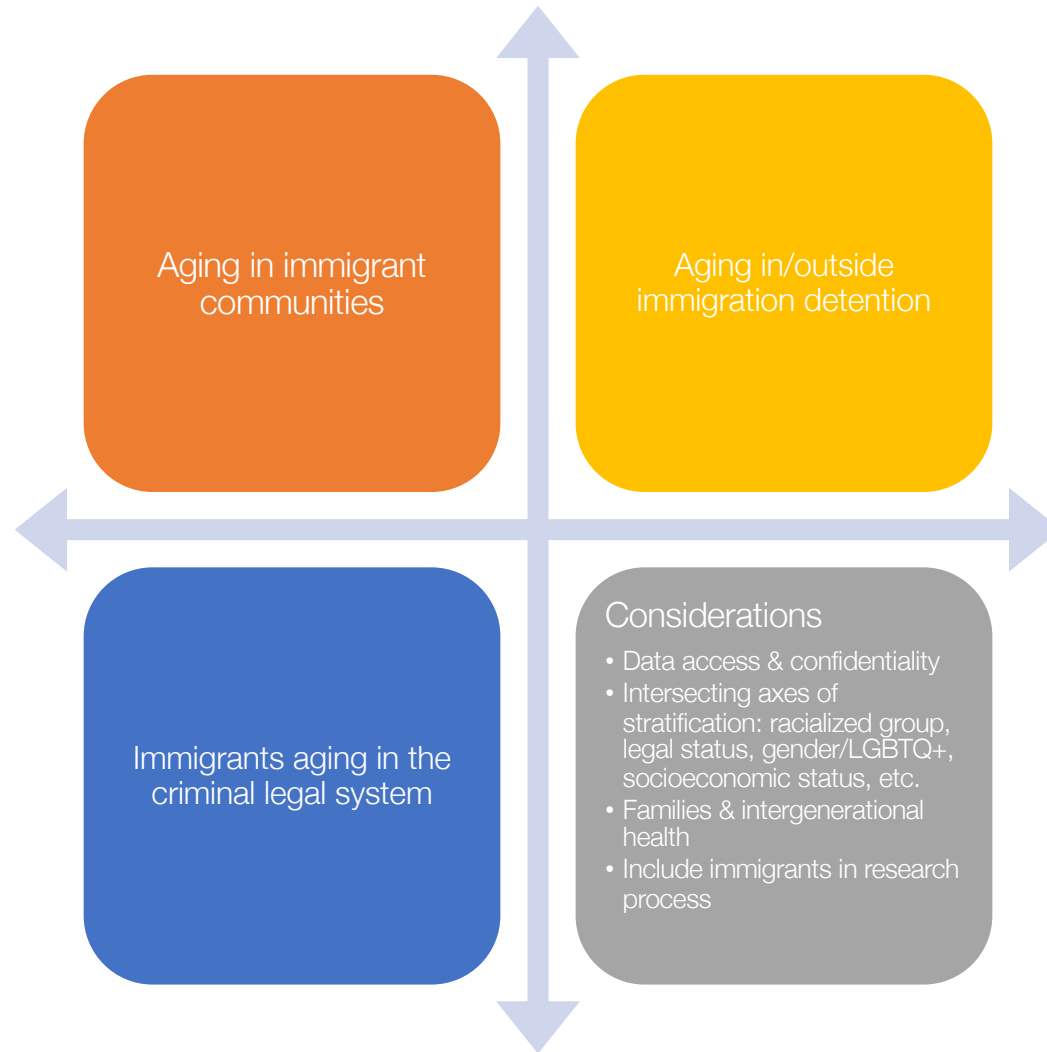 Aging in immigrant
communities
Aging in/outside
immigration detention
Immigrants aging in the
criminal legal system
Considerations
• Data access & confidentiality
• Intersecting axes of
stratification: racialized group,
legal status, gender/LGBTQ+,
socioeconomic status, etc.
• Families & intergenerational
health
• Include immigrants in research
process